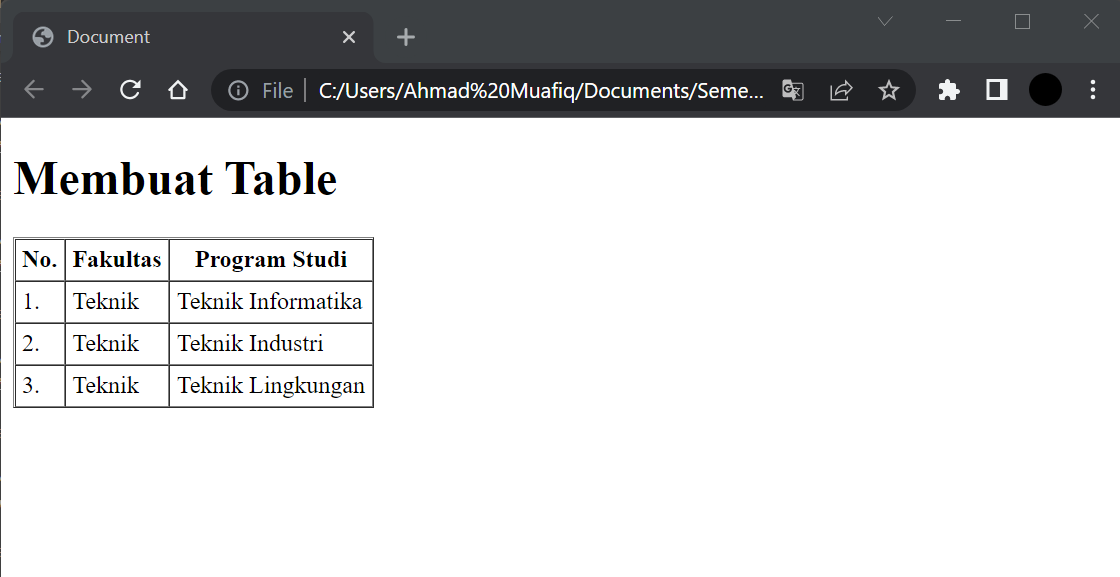 Document
File C:/Users/Ahmad%20Muafiq/Documents/Seme...
Membuat Table
No. Fakultas Program Studi
1. Teknik Teknik Informatika
2. Teknik Teknik Industri
3. Teknik Teknik Lingkungan